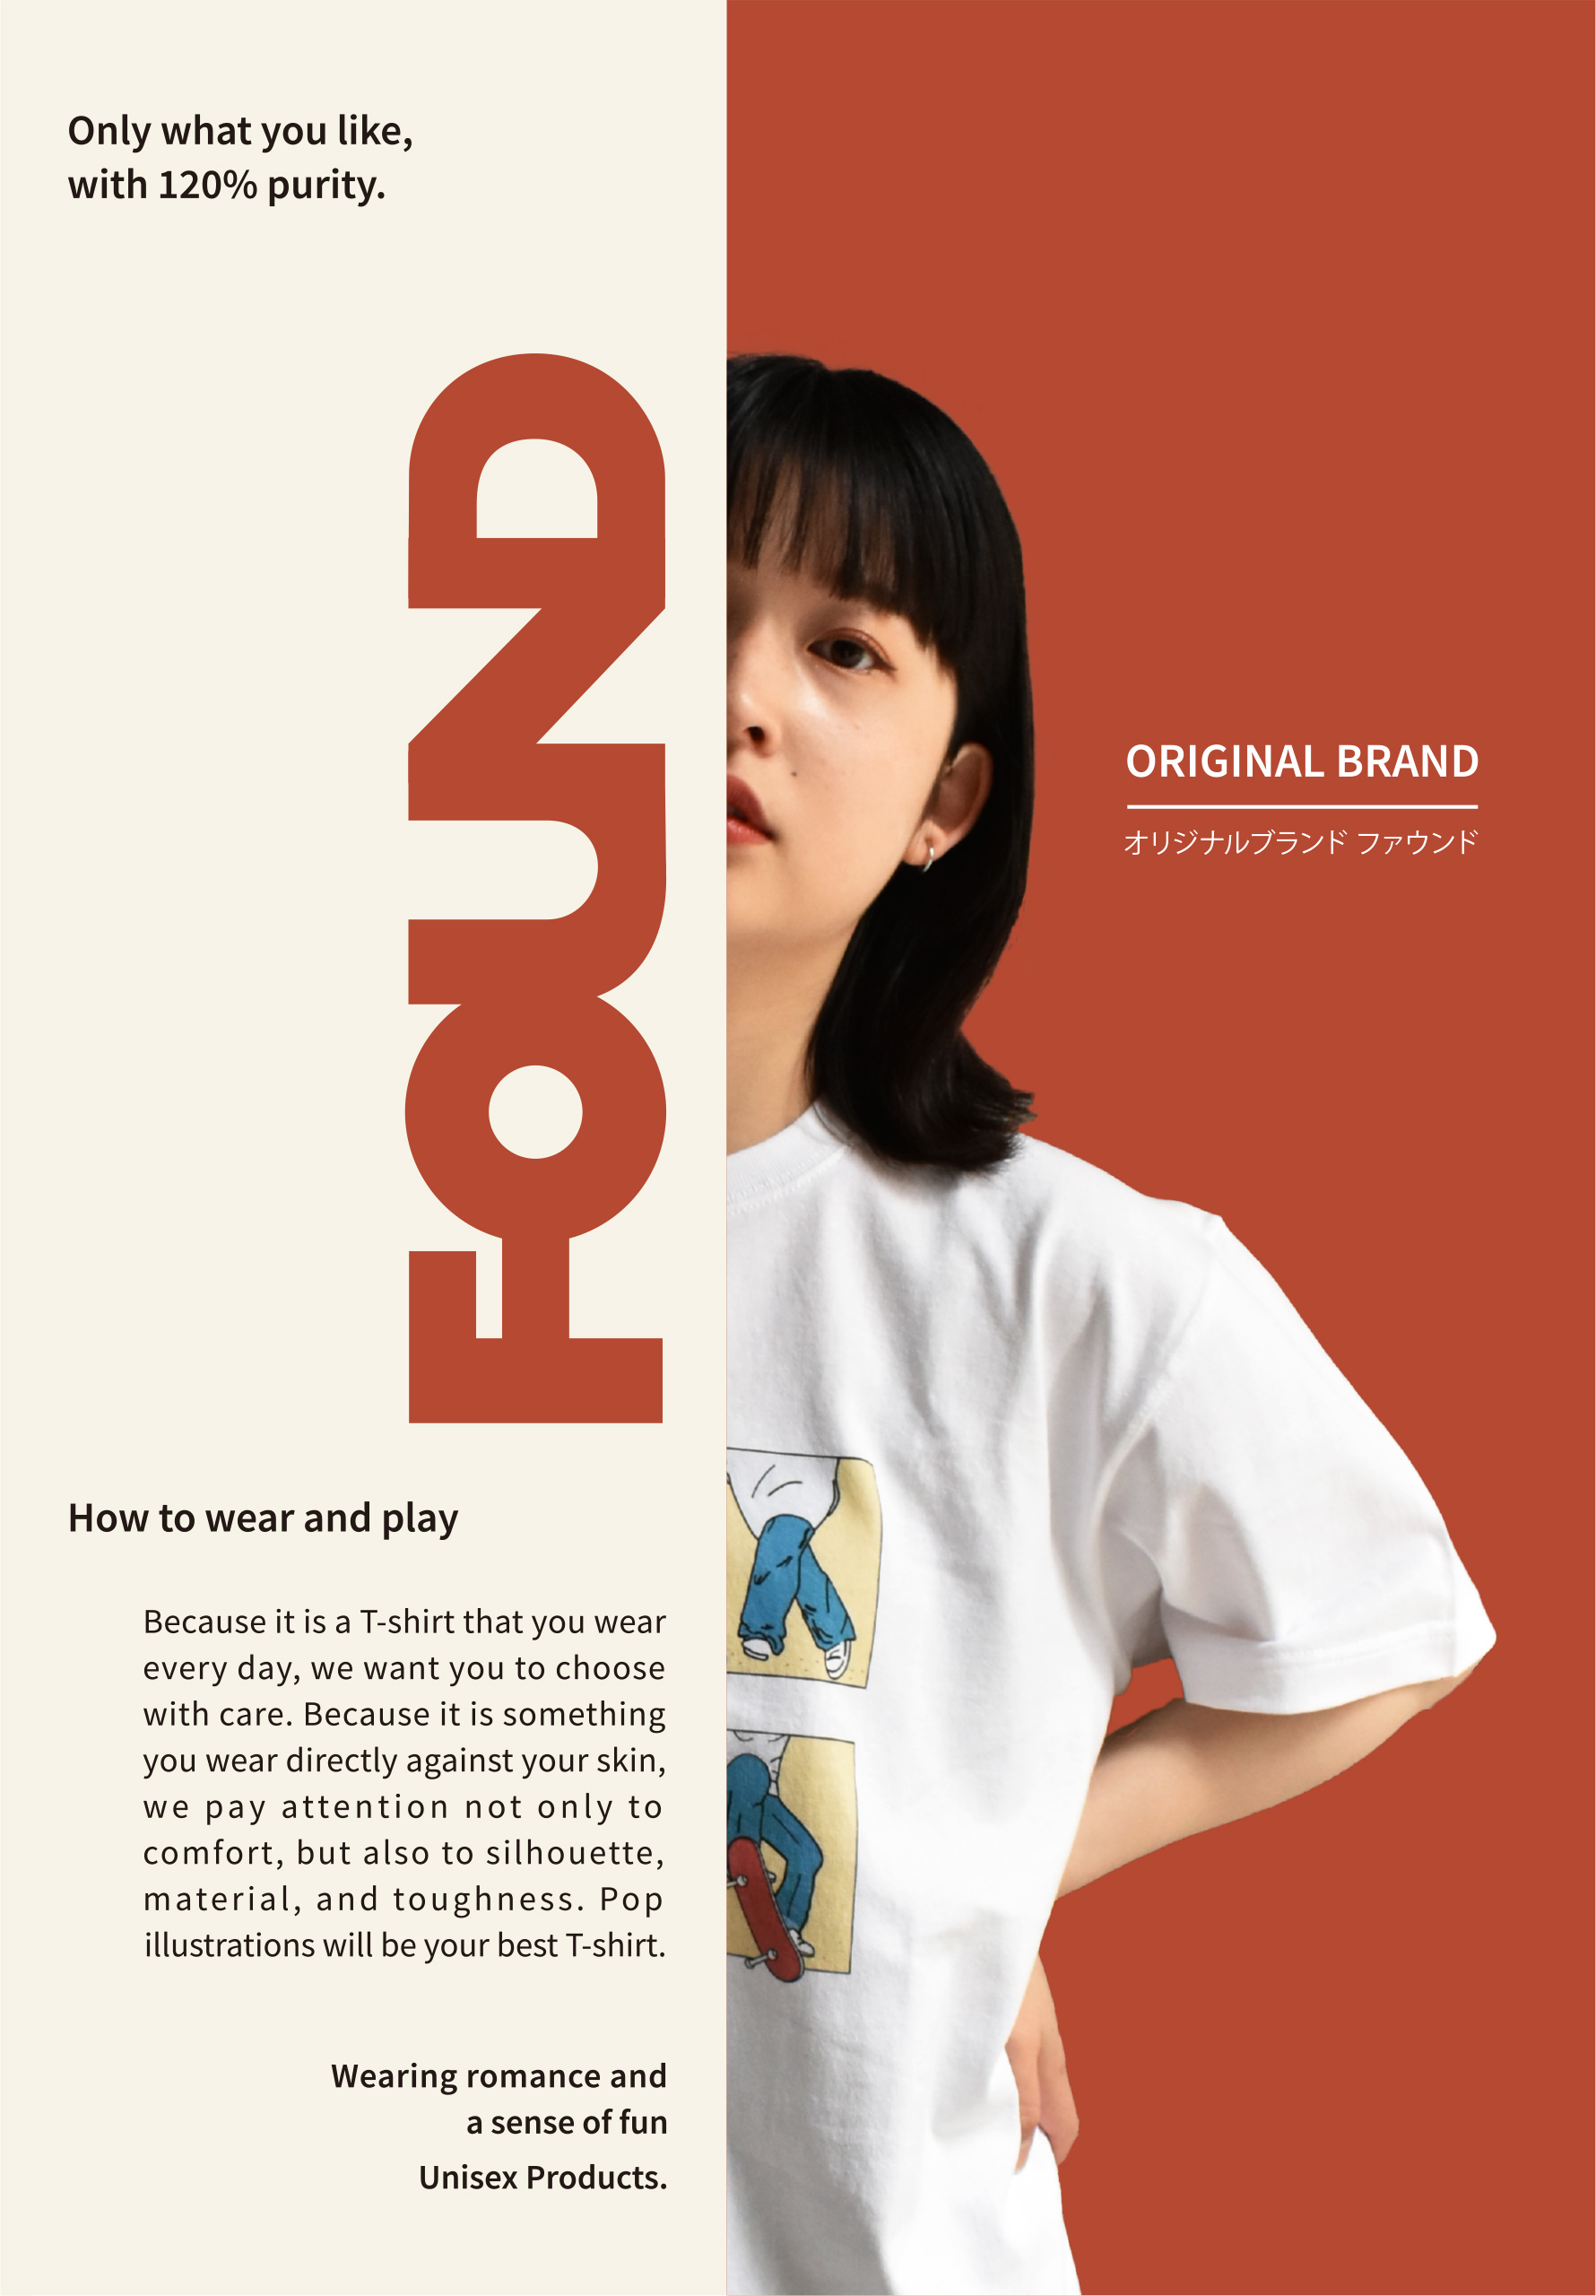 Only what you like,
with 120% purity.
FOUND
ORIGINAL BRAND
オリジナルブランド ファウンド
How to wear and play
Because it is a T-shirt that you wear
every day, we want you to choose
with care. Because it is something
you wear directly against your skin,
we pay attention not only to
comfort, but also to silhouette,
material, and toughness. Pop
illustrations will be your best T-shirt.
Wearing romance and
a sense of fun
Unisex Products.